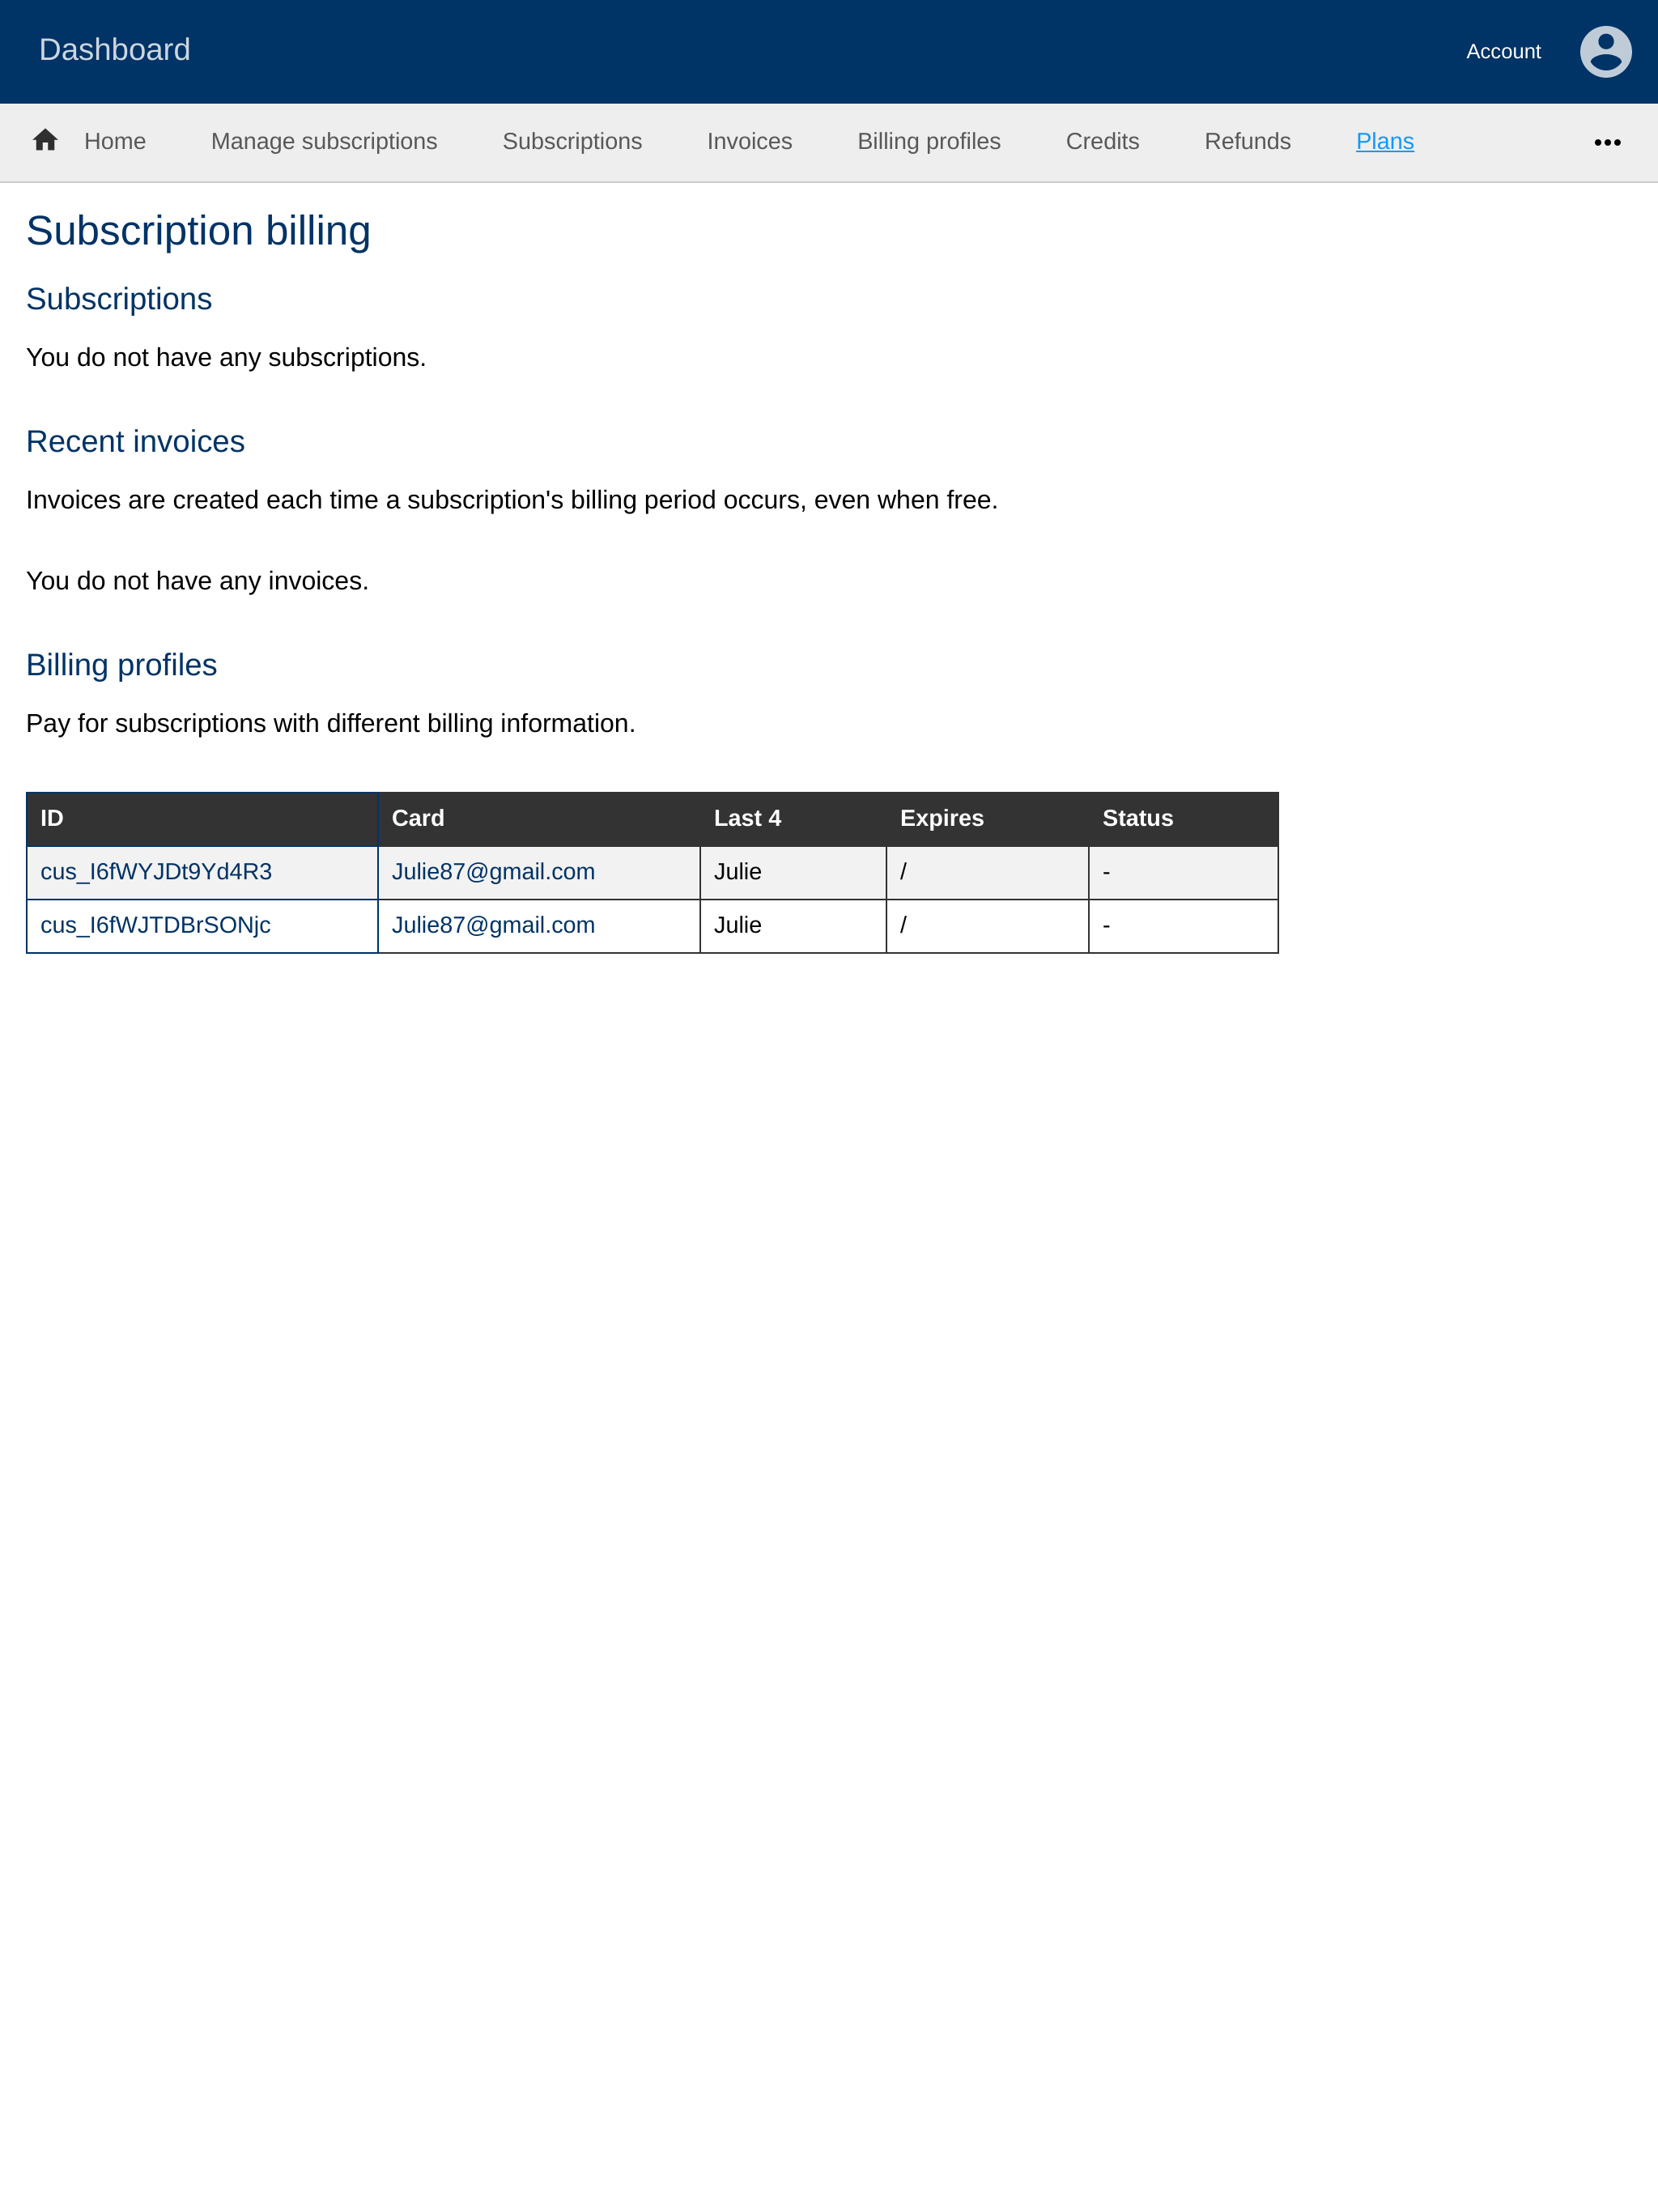 Dashboard Account
Home Manage subscriptions Subscriptions Invoices Billing profiles Credits Refunds Plans
Subscription billing
Subscriptions
You do not have any subscriptions.
Recent invoices
Invoices are created each time a subscription's billing period occurs, even when free.
You do not have any invoices.
Billing profiles
Pay for subscriptions with different billing information.
ID Card Last 4 Expires Status
cus_I6fWYJDt9Yd4R3 Julie87@gmail.com Julie / -
cus_I6fWJTDBrSONjc Julie87@gmail.com Julie / -